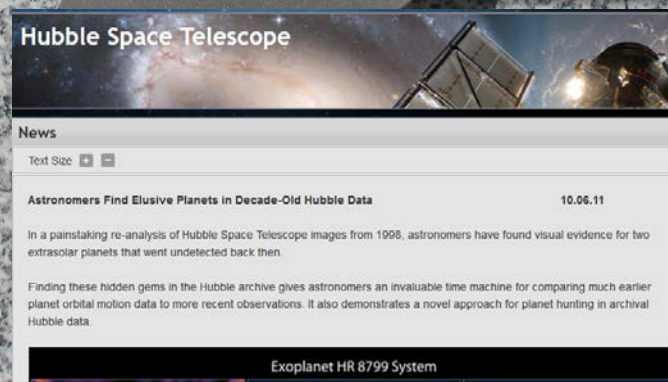 Hubble Space Telescope
News
Text Size + -
Astronomers Find Elusive Planets in Decade-Old Hubble Data 10.06.11
In a painstaking re-analysis of Hubble Space Telescope images from 1998, astronomers have found visual evidence for two
extrasolar planets that went undetected back then.
Finding these hidden gems in the Hubble archive gives astronomers an invaluable time machine for comparing much earlier
planet orbital motion data to more recent observations. It also demonstrates a novel approach for planet hunting in archival
Hubble data.
Exoplanet HR 8799 System